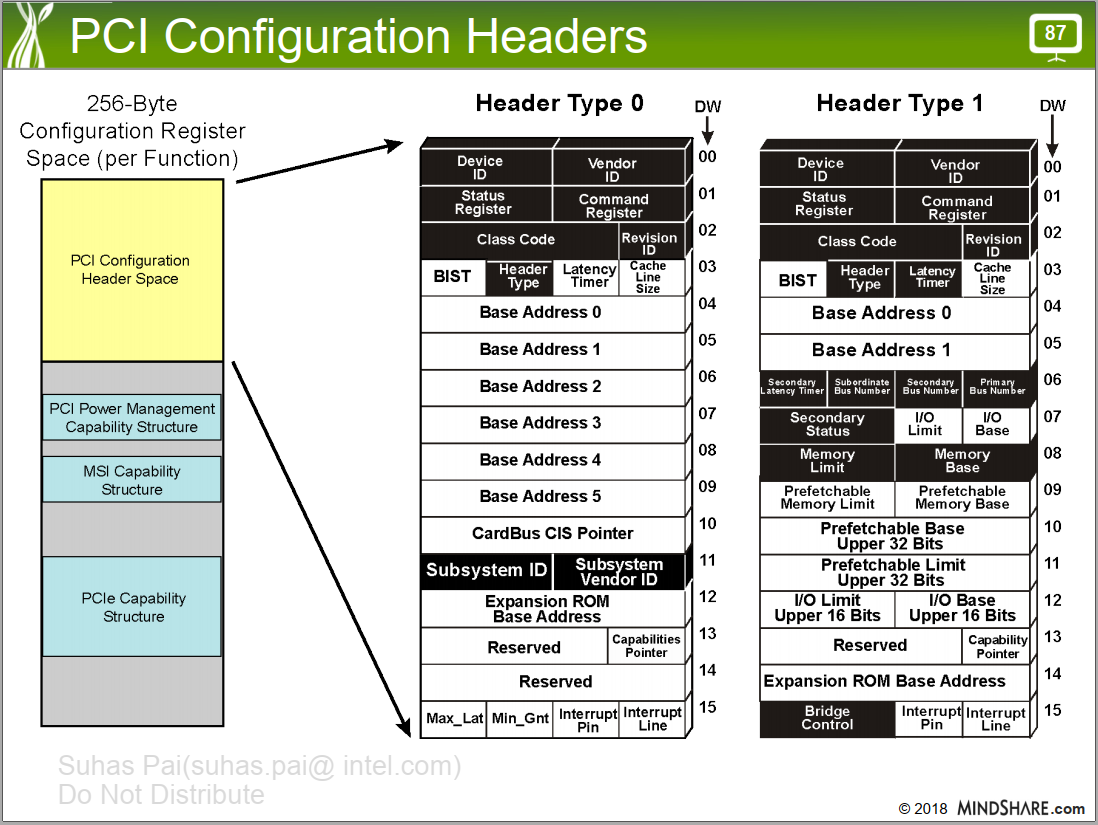 PCI Configuration Headers
87
256-Byte
Configuration Register
Space (per Function)
PCI Configuration
Header Space
PCI Power Management
Capability Structure
MSI Capability
Structure
PCIe Capability
Structure
Header Type 0
DW
Device
ID
Vendor
ID
00
Status
Register
Command
Register
01
Class Code
Revision
ID
02
BIST
Header
Type
Latency
Timer
Cache
Line
Size
03
Base Address 0
04
Base Address 1
05
Base Address 2
06
Base Address 3
07
Base Address 4
08
Base Address 5
09
CardBus CIS Pointer
10
Subsystem ID
Subsystem
Vendor ID
11
Expansion ROM
Base Address
12
Reserved
Capabilities
Pointer
13
Reserved
14
Max_Lat
Min_Gnt
Interrupt
Pin
Interrupt
Line
15
Header Type 1
DW
Device
ID
Vendor
ID
00
Status
Register
Command
Register
01
Class Code
Revision
ID
02
BIST
Header
Type
Latency
Timer
Cache
Line
Size
03
Base Address 0
04
Base Address 1
05
Secondary
Latency Timer
Subordinate
Bus Number
Secondary
Bus Number
Primary
Bus Number
06
Secondary
Status
I/O
Limit
I/O
Base
07
Memory
Limit
Memory
Base
08
Prefetchable
Memory Limit
Prefetchable
Memory Base
09
Prefetchable Base
Upper 32 Bits
10
Prefetchable Limit
Upper 32 Bits
11
I/O Limit
Upper 16 Bits
I/O Base
Upper 16 Bits
12
Reserved
Capability
Pointer
13
Expansion ROM Base Address
14
Bridge
Control
Interrupt
Pin
Interrupt
Line
15
Suhas Pai(suhas.pai@ intel.com)
Do Not Distribute
© 2018 MINDSHARE.com